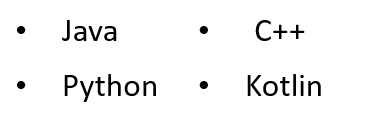 • Java • C++
• Python • Kotlin